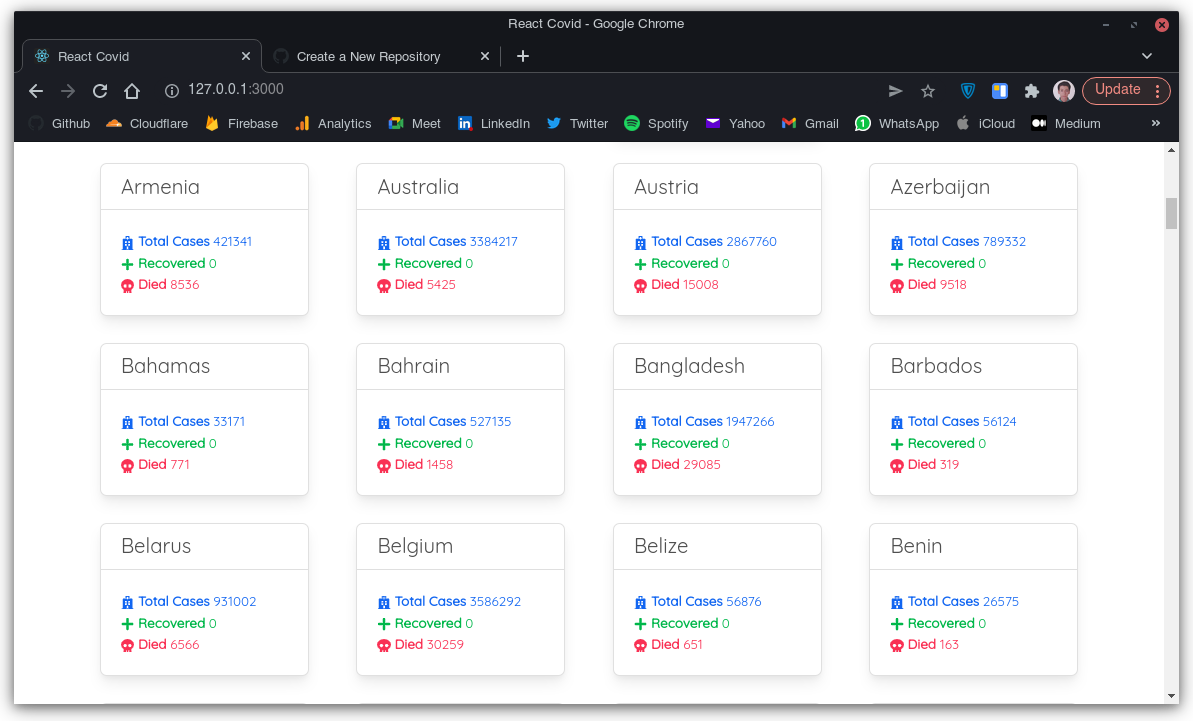 React Covid - Google Chrome
React Covid
Create a New Repository
127.0.0.1:3000
Update
Github Cloudflare Firebase Analytics Meet LinkedIn Twitter Spotify Yahoo Gmail 1 WhatsApp iCloud Medium »
Armenia
Total Cases 421341
Recovered 0
Died 8536
Australia
Total Cases 3384217
Recovered 0
Died 5425
Austria
Total Cases 2867760
Recovered 0
Died 15008
Azerbaijan
Total Cases 789332
Recovered 0
Died 9518
Bahamas
Total Cases 33171
Recovered 0
Died 771
Bahrain
Total Cases 527135
Recovered 0
Died 1458
Bangladesh
Total Cases 1947266
Recovered 0
Died 29085
Barbados
Total Cases 56124
Recovered 0
Died 319
Belarus
Total Cases 931002
Recovered 0
Died 6566
Belgium
Total Cases 3586292
Recovered 0
Died 30259
Belize
Total Cases 56876
Recovered 0
Died 651
Benin
Total Cases 26575
Recovered 0
Died 163